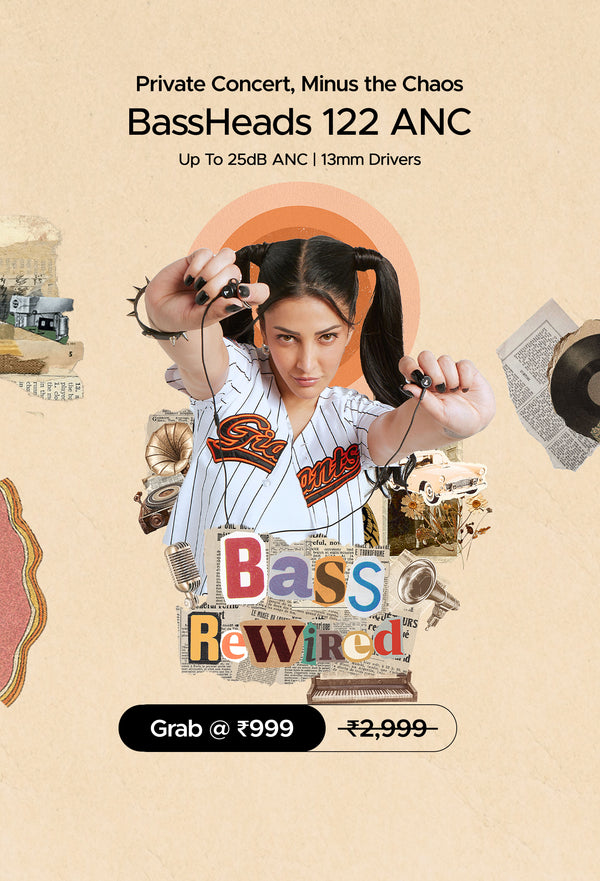 Private Concert, Minus the Chaos
BassHeads 122 ANC
Up To 25dB ANC | 13mm Drivers
Giants
Bass
ReWired
Grab @ ₹999 ₹2,999